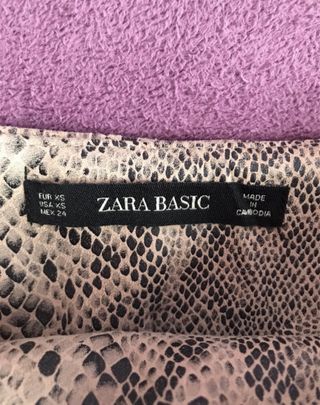 EUR XS
USA XS
MEX 24
ZARA BASIC
MADE
IN
CAMBODIA